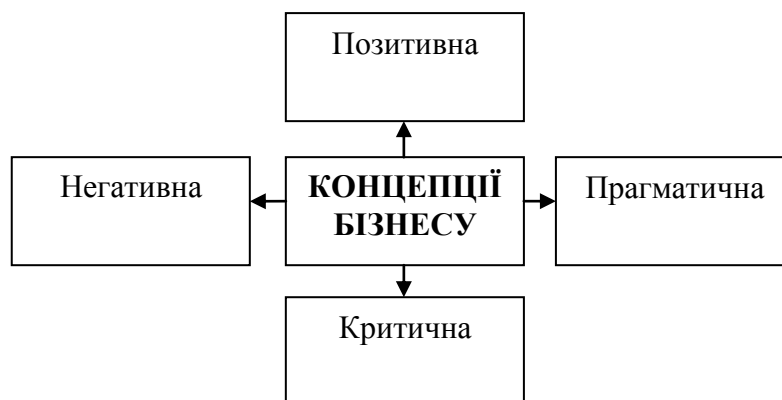 Позитивна
Негативна
КОНЦЕПЦІЇ
БІЗНЕСУ
Прагматична
Критична